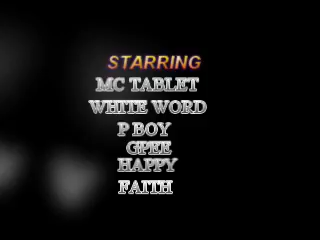 STARRING
MC TABLET
WHITE WORD
P BOY
GPEE
HAPPY
FAITH